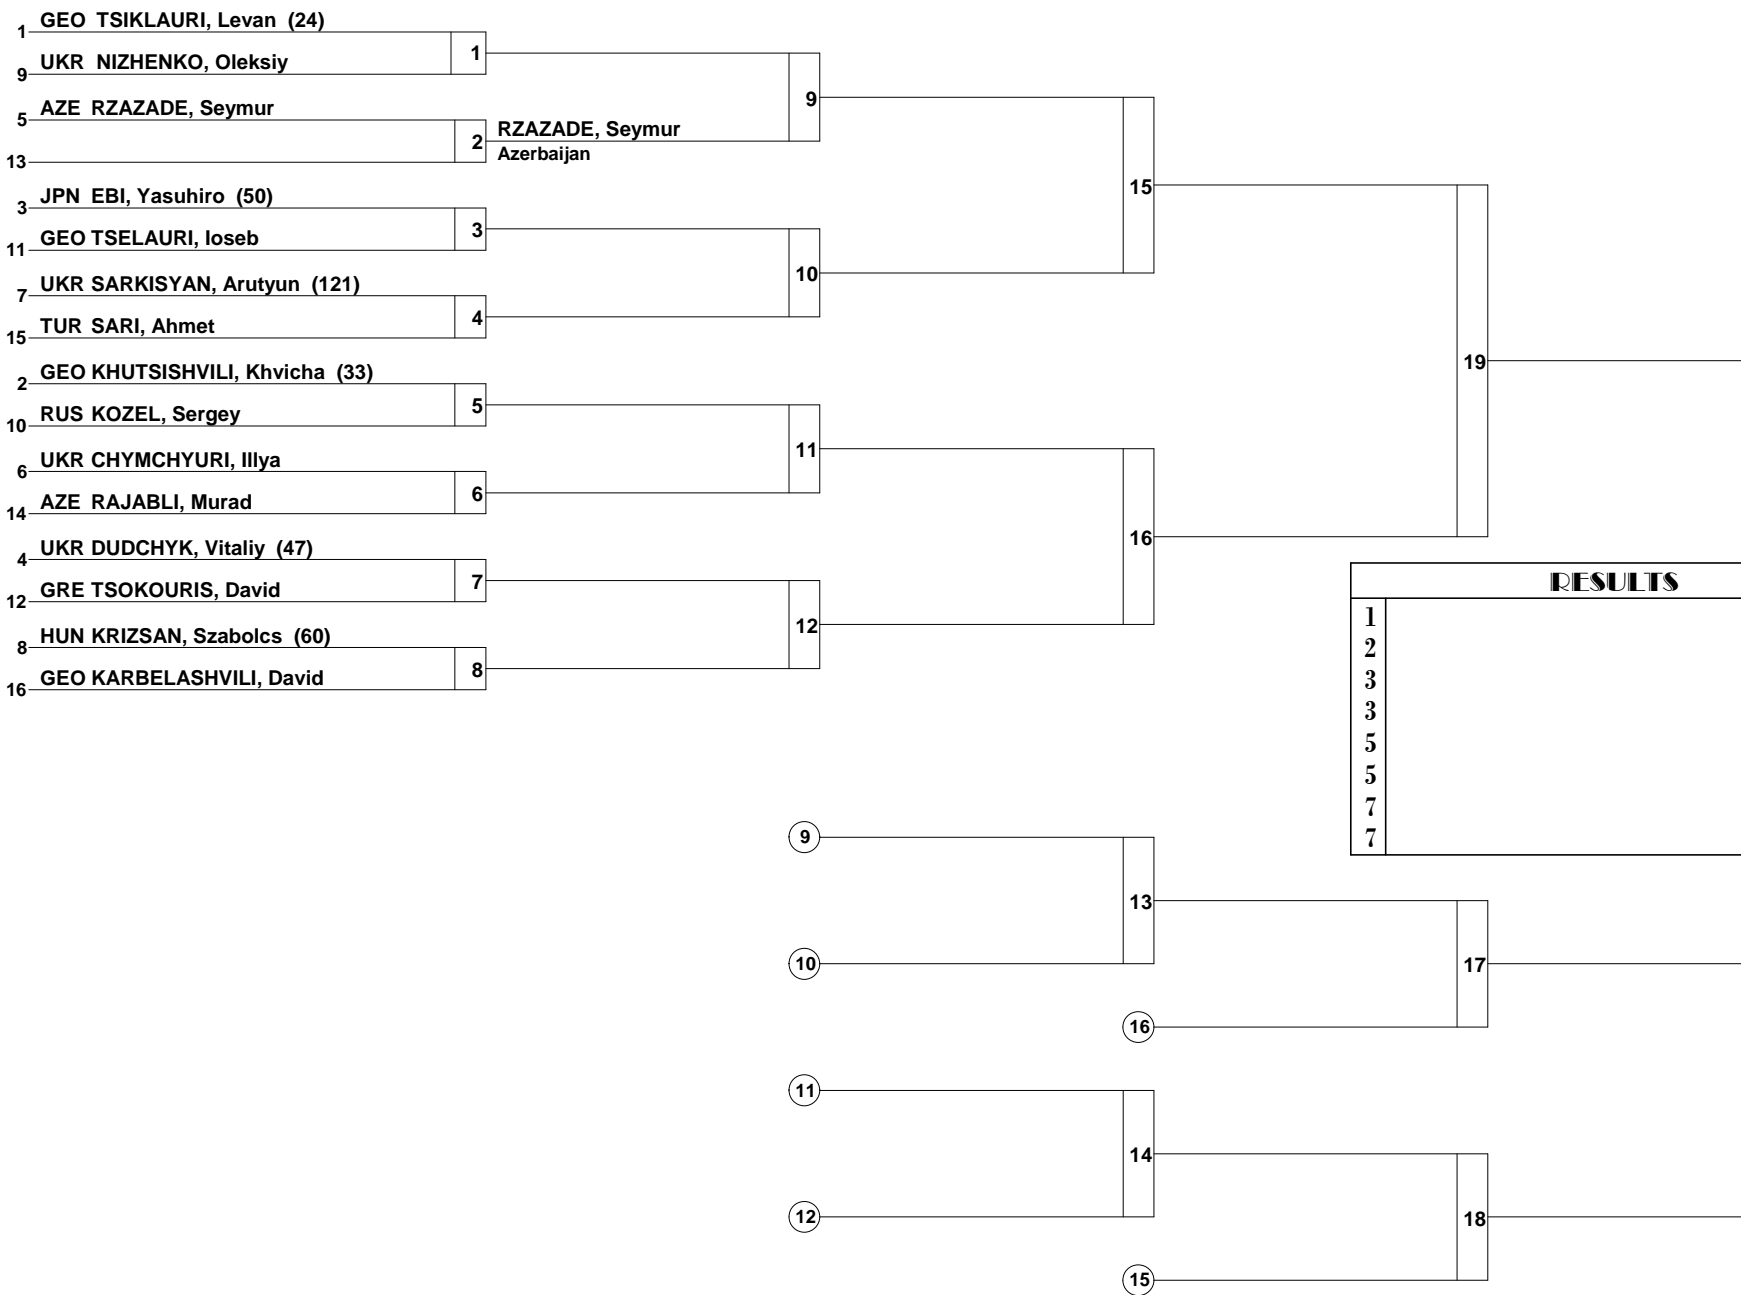 1 GEO TSIKLAURI, Levan (24)
1
9 UKR NIZHENKO, Oleksiy
5 AZE RZAZADE, Seymur
2 RZAZADE, Seymur
Azerbaijan
13
3 JPN EBI, Yasuhiro (50)
3
11 GEO TSELAURI, Ioseb
7 UKR SARKISYAN, Arutyun (121)
4
15 TUR SARI, Ahmet
2 GEO KHUTSISHVILI, Khvicha (33)
5
10 RUS KOZEL, Sergey
6 UKR CHYMCHYURI, Illya
6
14 AZE RAJABLI, Murad
4 UKR DUDCHYK, Vitaliy (47)
7
12 GRE TSOKOURIS, David
8 HUN KRIZSAN, Szabolcs (60)
8
16 GEO KARBELASHVILI, David
9
10
11
12
15
16
19
RESULTS
1
2
3
3
5
5
7
7
9
13
10
17
16
11
14
12
18
15